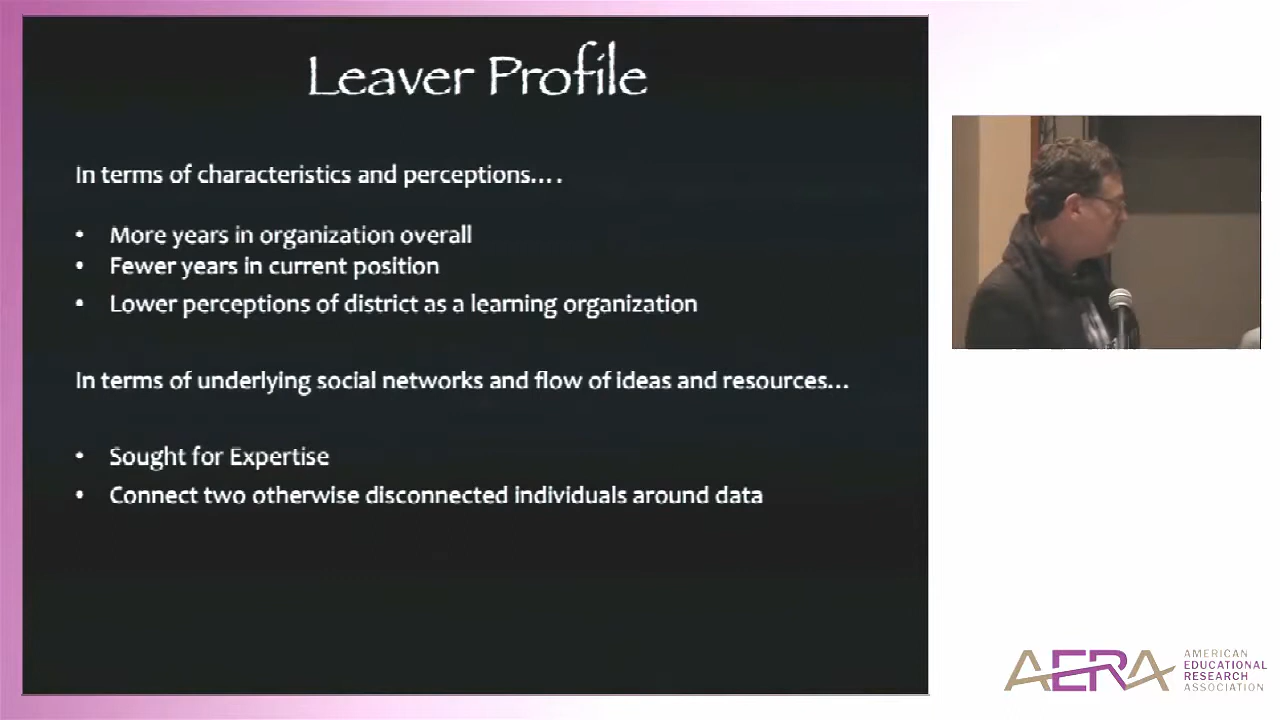 Leaver Profile
In terms of characteristics and perceptions….
• More years in organization overall
• Fewer years in current position
• Lower perceptions of district as a learning organization
In terms of underlying social networks and flow of ideas and resources…
• Sought for Expertise
• Connect two otherwise disconnected individuals around data
AERA
AMERICAN
EDUCATIONAL
RESEARCH
ASSOCIATION